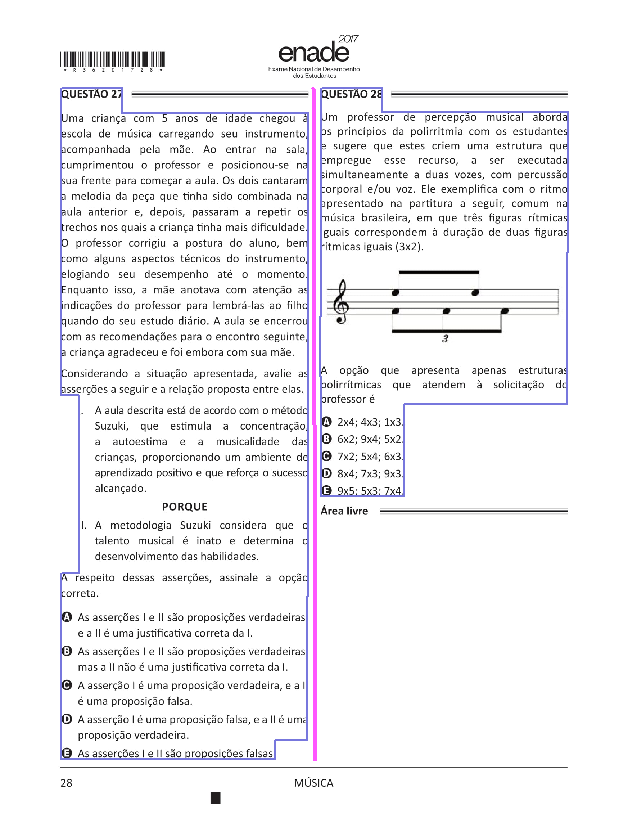 *R3620172 8*
enade 2017
Exame Nacional de Desempenho
dos Estudantes
QUESTÃO 27
Uma criança com 5 anos de idade chegou à
escola de música carregando seu instrumento,
acompanhada pela mãe. Ao entrar na sala,
cumprimentou o professor e posicionou-se na
sua frente para começar a aula. Os dois cantaram
a melodia da peça que tinha sido combinada na
aula anterior e, depois, passaram a repetir os
trechos nos quais a criança tinha mais dificuldade.
O professor corrigiu a postura do aluno, bem
como alguns aspectos técnicos do instrumento,
elogiando seu desempenho até o momento.
Enquanto isso, a mãe anotava com atenção as
indicações do professor para lembrá-las ao filho
quando do seu estudo diário. A aula se encerrou
com as recomendações para o encontro seguinte,
a criança agradeceu e foi embora com sua mãe.
Considerando a situação apresentada, avalie as
asserções a seguir e a relação proposta entre elas.
I. A aula descrita está de acordo com o método
Suzuki, que estimula a concentração,
a autoestima e a musicalidade das
crianças, proporcionando um ambiente de
aprendizado positivo e que reforça o sucesso
alcançado.
PORQUE
II. A metodologia Suzuki considera que o
talento musical é inato e determina o
desenvolvimento das habilidades.
A respeito dessas asserções, assinale a opção
correta.
A As asserções I e II são proposições verdadeiras,
e a II é uma justificativa correta da I.
B As asserções I e II são proposições verdadeiras,
mas a II não é uma justificativa correta da I.
C A asserção I é uma proposição verdadeira, e a II
é uma proposição falsa.
D A asserção I é uma proposição falsa, e a II é uma
proposição verdadeira.
E As asserções I e II são proposições falsas.
QUESTÃO 28
Um professor de percepção musical aborda
os princípios da polirritmia com os estudantes
e sugere que estes criem uma estrutura que
empregue esse recurso, a ser executada
simultaneamente a duas vozes, com percussão
corporal e/ou voz. Ele exemplifica com o ritmo
apresentado na partitura a seguir, comum na
música brasileira, em que três figuras rítmicas
iguais correspondem à duração de duas figuras
rítmicas iguais (3x2).
3
A opção que apresenta apenas estruturas
polirrítmicas que atendem à solicitação do
professor é
A 2x4; 4x3; 1x3.
B 6x2; 9x4; 5x2.
C 7x2; 5x4; 6x3.
D 8x4; 7x3; 9x3.
E 9x5; 5x3; 7x4.
Área livre
28
MÚSICA